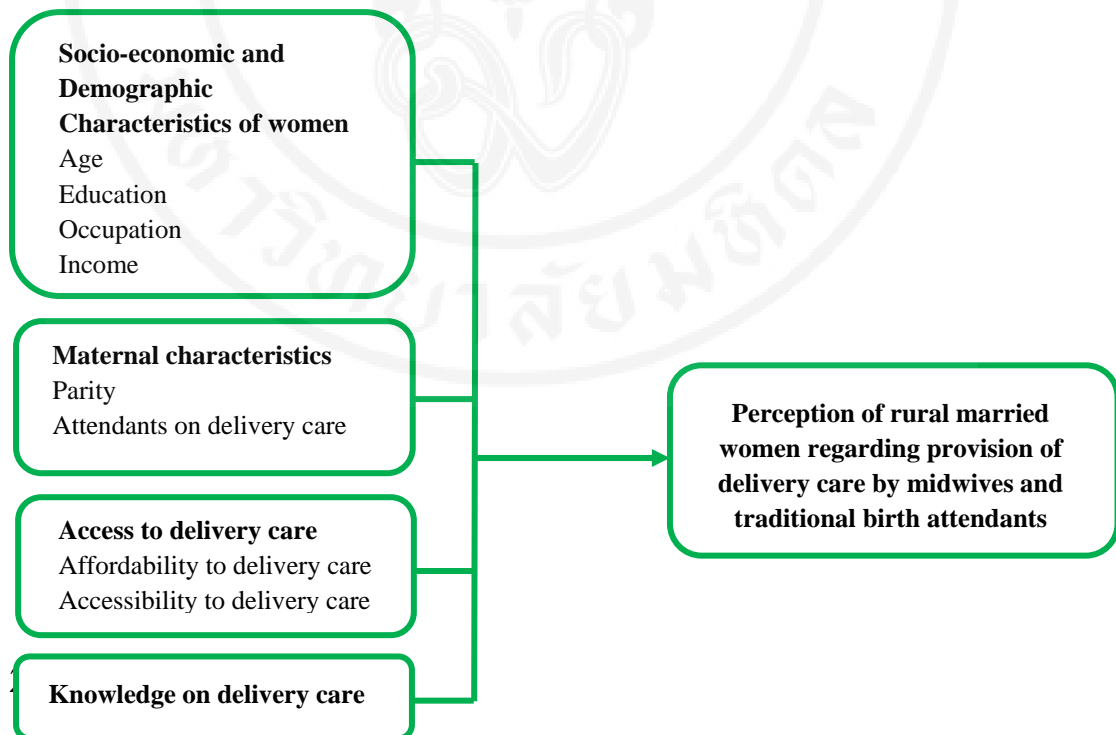 Socio-economic and
Demographic
Characteristics of women
Age
Education
Occupation
Income
Maternal characteristics
Parity
Attendants on delivery care
Access to delivery care
Affordability to delivery care
Accessibility to delivery care
Knowledge on delivery care
Perception of rural married
women regarding provision of
delivery care by midwives and
traditional birth attendants